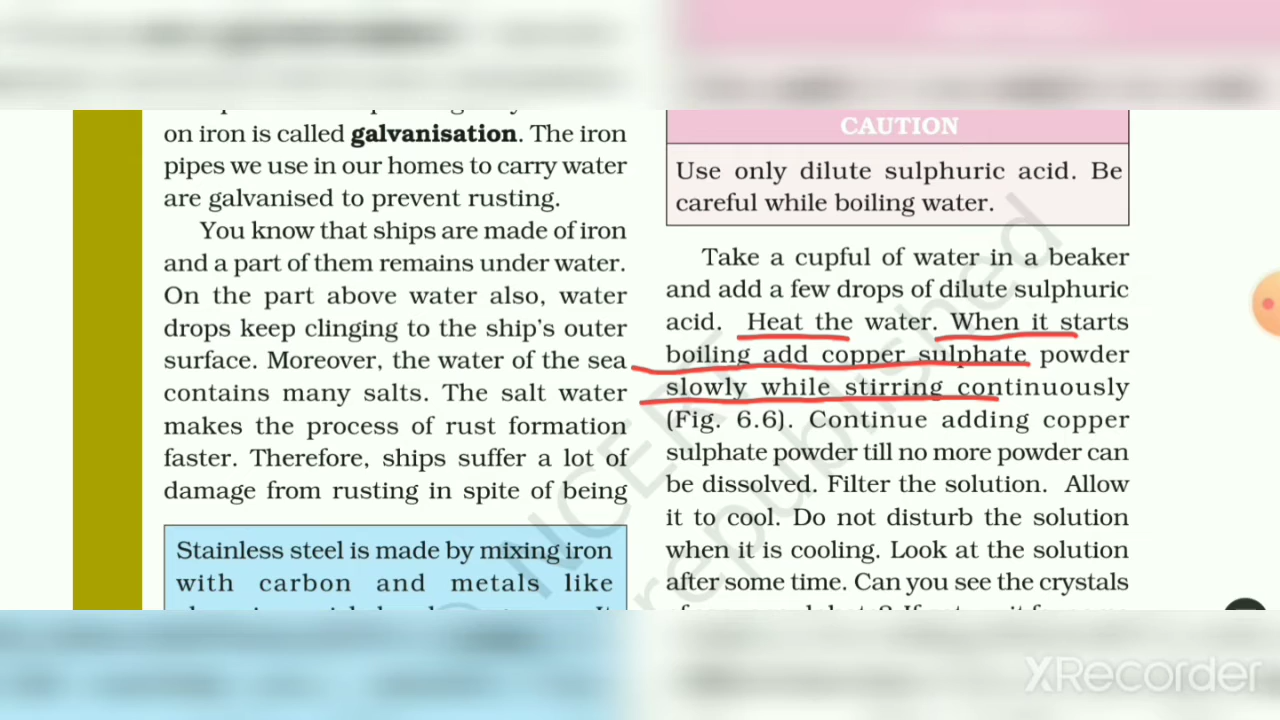 on iron is called galvanisation. The iron
pipes we use in our homes to carry water
are galvanised to prevent rusting.
You know that ships are made of iron
and a part of them remains under water.
On the part above water also, water
drops keep clinging to the ship's outer
surface. Moreover, the water of the sea
contains many salts. The salt water
makes the process of rust formation
faster. Therefore, ships suffer a lot of
damage from rusting in spite of being
Stainless steel is made by mixing iron
with carbon and metals like
CAUTION
Use only dilute sulphuric acid. Be
careful while boiling water.
Take a cupful of water in a beaker
and add a few drops of dilute sulphuric
acid. Heat the water. When it starts
boiling add copper sulphate powder
slowly while stirring continuously
(Fig. 6.6). Continue adding copper
sulphate powder till no more powder can
be dissolved. Filter the solution. Allow
it to cool. Do not disturb the solution
when it is cooling. Look at the solution
after some time. Can you see the crystals
NCERT
republished
XRecorder